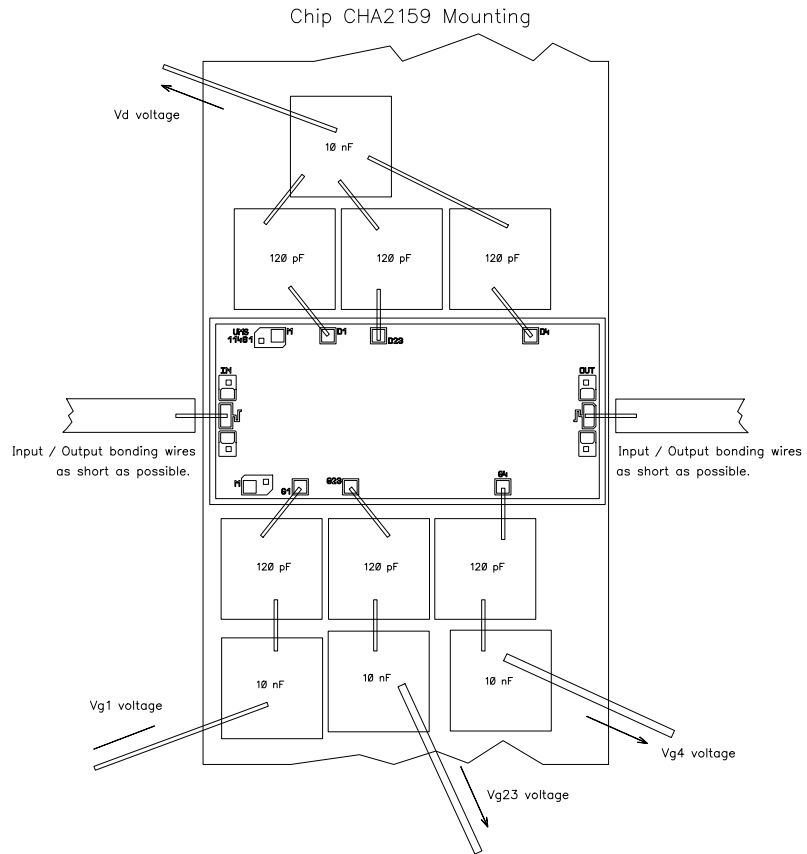 Chip CHA2159 Mounting
Vd voltage
10 nF
120 pF
120 pF
120 pF
UMS
11401
M
D1
D23
D4
IN
OUT
Input / Output bonding wires
as short as possible.
Input / Output bonding wires
as short as possible.
M
G1
G23
G4
120 pF
120 pF
120 pF
10 nF
10 nF
10 nF
Vg1 voltage
Vg4 voltage
Vg23 voltage